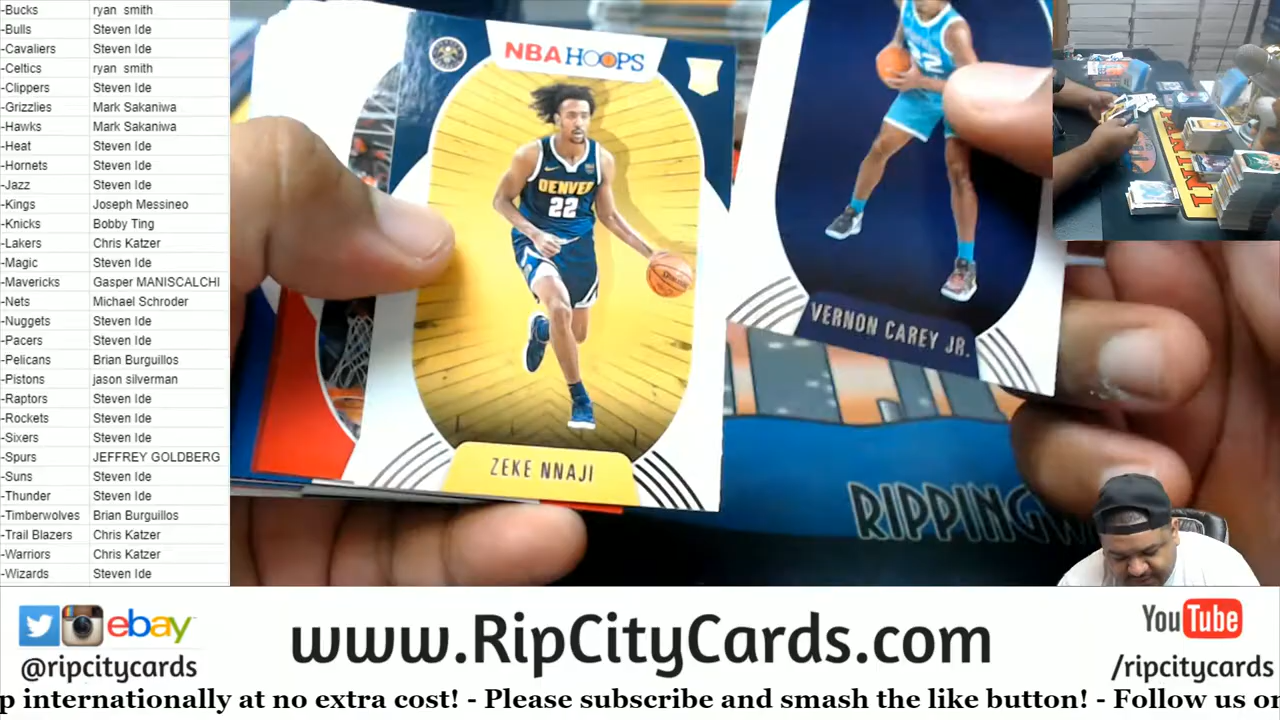 -Bucks ryan smith
-Bulls Steven Ide
-Cavaliers Steven Ide
-Celtics ryan smith
-Clippers Steven Ide
-Grizzlies Mark Sakaniwa
-Hawks Mark Sakaniwa
-Heat Steven Ide
-Hornets Steven Ide
-Jazz Steven Ide
-Kings Joseph Messineo
-Knicks Bobby Ting
-Lakers Chris Katzer
-Magic Steven Ide
-Mavericks Gasper MANISCALCHI
-Nets Michael Schroder
-Nuggets Steven Ide
-Pacers Steven Ide
-Pelicans Brian Burguillos
-Pistons jason silverman
-Raptors Steven Ide
-Rockets Steven Ide
-Sixers Steven Ide
-Spurs JEFFREY GOLDBERG
-Suns Steven Ide
-Thunder Steven Ide
-Timberwolves Brian Burguillos
-Trail Blazers Chris Katzer
-Warriors Chris Katzer
-Wizards Steven Ide
NBA HOOPS
DENVER
22
ZEKE NNAJI
VERNON CAREY JR.
RIPPING
PANINI
ebay
@ripcitycards
www.RipCityCards.com
YouTube
/ripcitycards
p internationally at no extra cost! - Please subscribe and smash the like button! - Follow us on